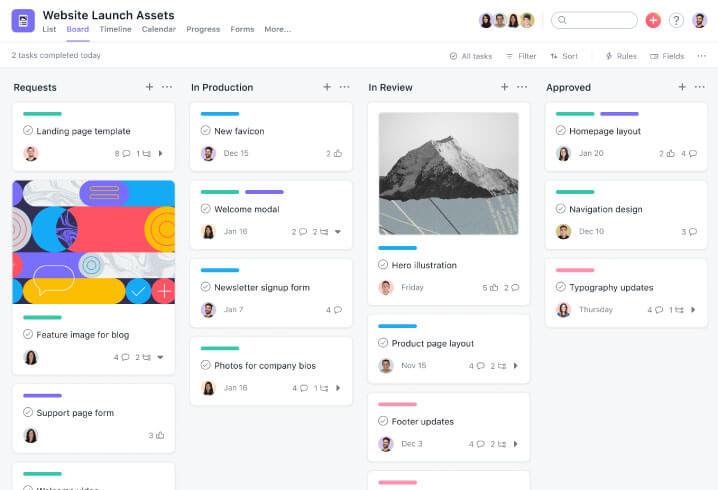 Website Launch Assets
List Board Timeline Calendar Progress Forms More...
2 tasks completed today
All tasks Filter Sort Rules Fields
Requests
Landing page template
8 1
Feature image for blog
4 2
Support page form
3
Welcome video
In Production
New favicon
Dec 15 2
Welcome modal
Jan 16 2 2
Newsletter signup form
Jan 7 4
Photos for company bios
Jan 16 4 1
In Review
Hero illustration
Friday 5 2
Product page layout
Nov 15 4 2
Footer updates
Dec 3 4 2
Approved
Homepage layout
Jan 20 2 4
Navigation design
Dec 10 3
Typography updates
Thursday 4 1